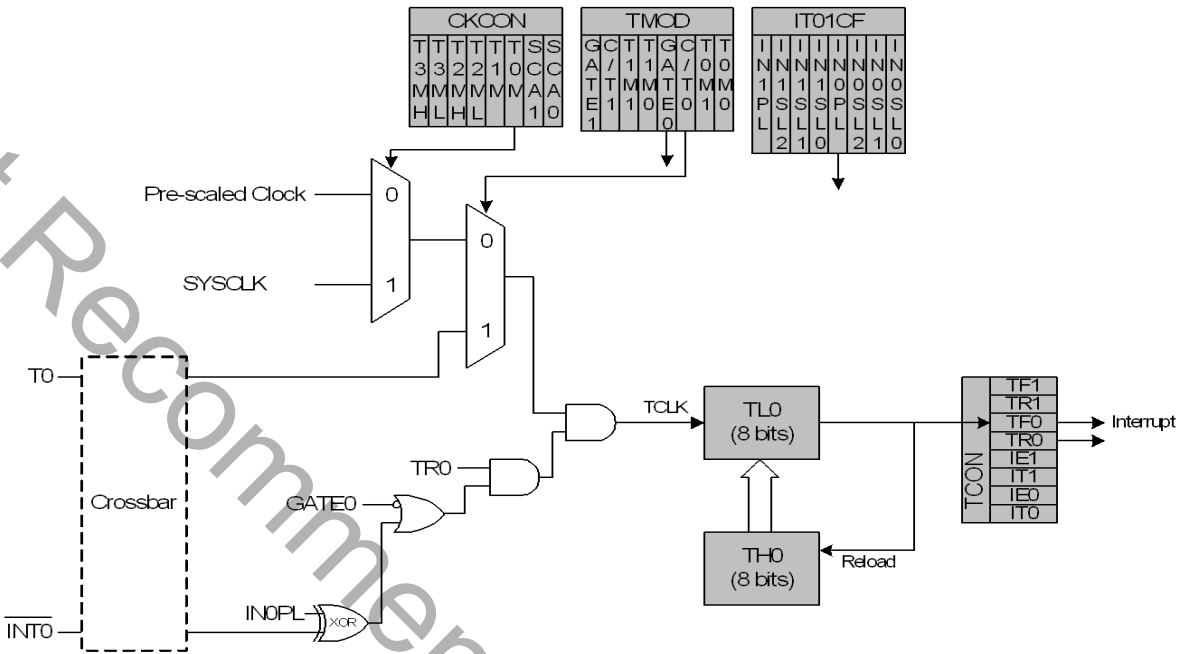 CKCON
T3MH T3ML T2MH T2ML T1M T0M SCA1 SCA0
TMOD
GATE1 C/T1 T1M1 T1M0 GATE0 C/T0 T0M1 T0M0
IT01CF
IN1PL IN1SL2 IN1SL1 IN1SL0 IN0PL IN0SL2 IN0SL1 IN0SL0
Pre-scaled Clock
0
SYSCLK
1
0
1
T0
Crossbar
TR0
GATE0
IN0PL
XOR
INT0
TCLK
TL0
(8 bits)
TH0
(8 bits)
Reload
TCON
TF1
TR1
TF0
TR0
IE1
IT1
IE0
IT0
Interrupt
Recommen